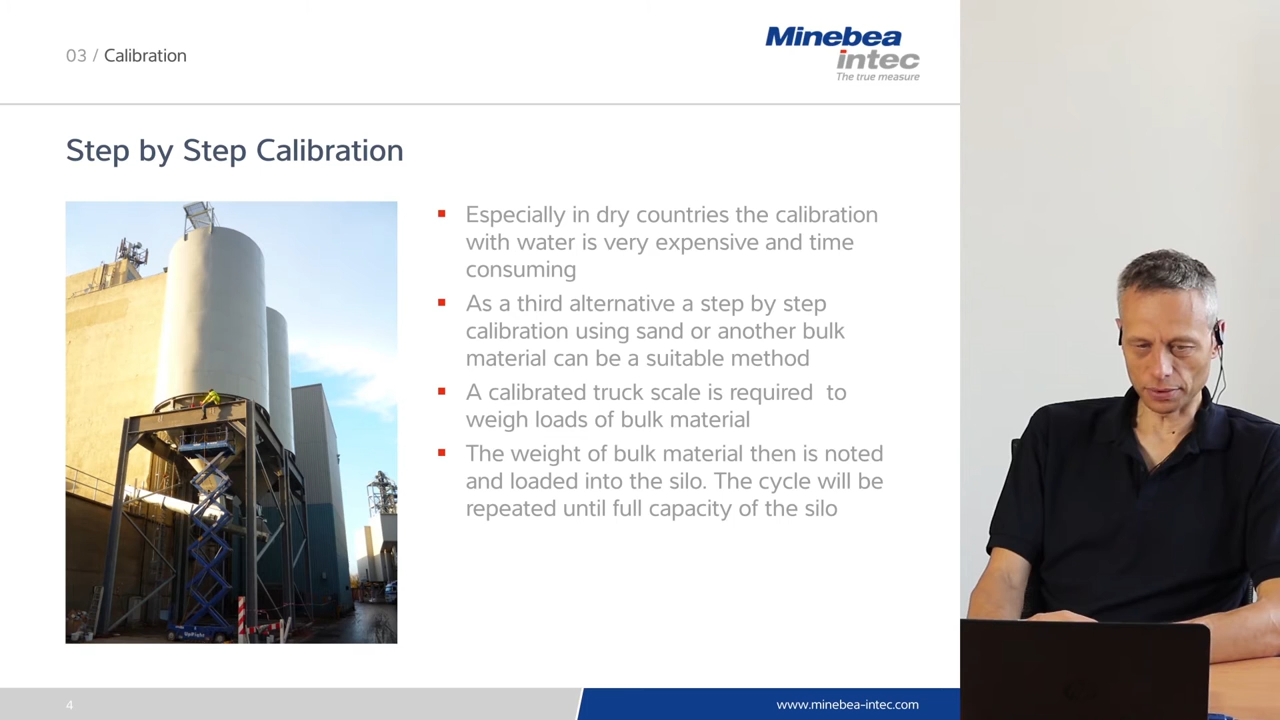 03 / Calibration
Minebea
intec
The true measure
Step by Step Calibration
Especially in dry countries the calibration
with water is very expensive and time
consuming
As a third alternative a step by step
calibration using sand or another bulk
material can be a suitable method
A calibrated truck scale is required  to
weigh loads of bulk material
The weight of bulk material then is noted
and loaded into the silo. The cycle will be
repeated until full capacity of the silo
4
www.minebea-intec.com